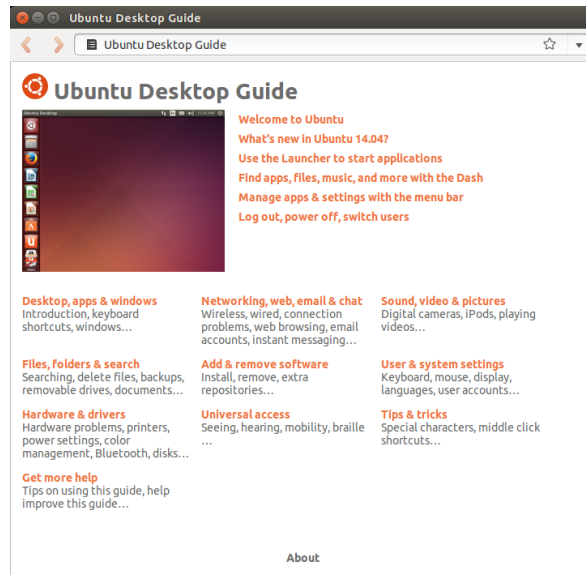 Ubuntu Desktop Guide
Ubuntu Desktop Guide
Ubuntu Desktop Guide
Ubuntu Desktop
Welcome to Ubuntu
What's new in Ubuntu 14.04?
Use the Launcher to start applications
Find apps, files, music, and more with the Dash
Manage apps & settings with the menu bar
Log out, power off, switch users
Desktop, apps & windows
Introduction, keyboard
shortcuts, windows…
Networking, web, email & chat
Wireless, wired, connection
problems, web browsing, email
accounts, instant messaging…
Sound, video & pictures
Digital cameras, iPods, playing
videos…
Files, folders & search
Searching, delete files, backups,
removable drives, documents…
Add & remove software
Install, remove, extra
repositories…
User & system settings
Keyboard, mouse, display,
languages, user accounts…
Hardware & drivers
Hardware problems, printers,
power settings, color
management, Bluetooth, disks…
Universal access
Seeing, hearing, mobility, braille
…
Tips & tricks
Special characters, middle click
shortcuts…
Get more help
Tips on using this guide, help
improve this guide…
About